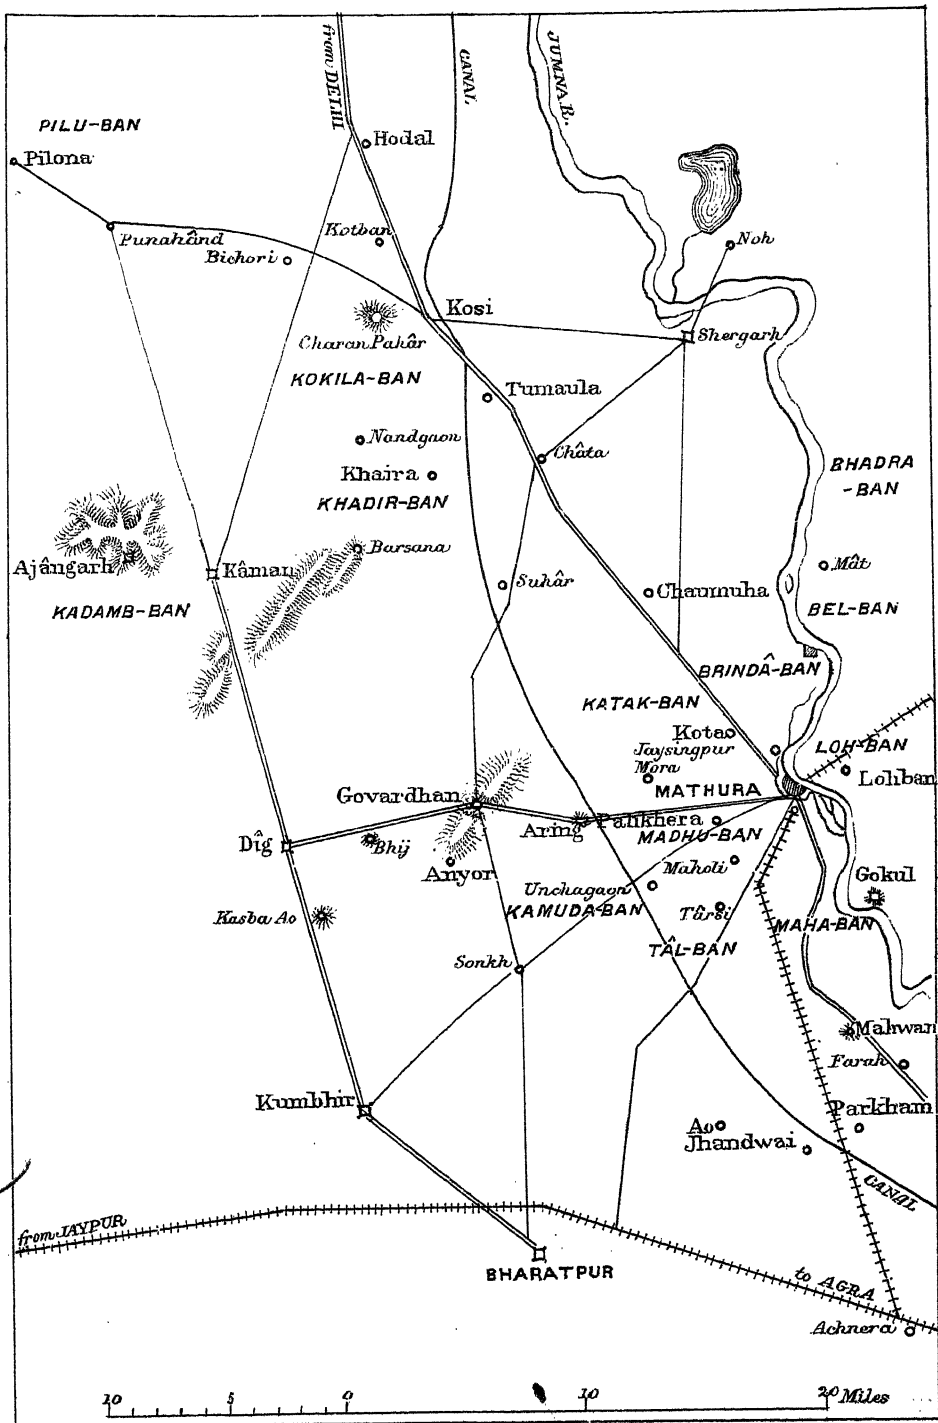 from DELHI
CANAL
JUMNA R.
PILU-BAN
Hodal
Pilona
Kotban
Punahând
Bichori
Noh
Kosi
Shergarh
Charan Pahâr
KOKILA-BAN
Tumaula
Nandgaon
Châta
Khaira
BHADRA
-BAN
KHADIR-BAN
Barsana
Ajângarh
Kâman
Mât
Suhâr
Chaumuha
KADAMB-BAN
BEL-BAN
BRINDÂ-BAN
KATAK-BAN
Kota
LOH-BAN
Jaysingpur
Mora
Lohban
MATHURA
Govardhan
Aring
Palikhera
MADHU-BAN
Dîg
Bhij
Anyor
Maholi
Gokul
Unchagaon
KAMUDA-BAN
Târsi
Kasba Ao
MAHA-BAN
TÂL-BAN
Sonkh
Mahwan
Farah
Kumbhir
Parkham
Ao
Jhandwai
CANAL
from JAYPUR
BHARATPUR
to AGRA
Achnera
10 5 0 10 20 Miles